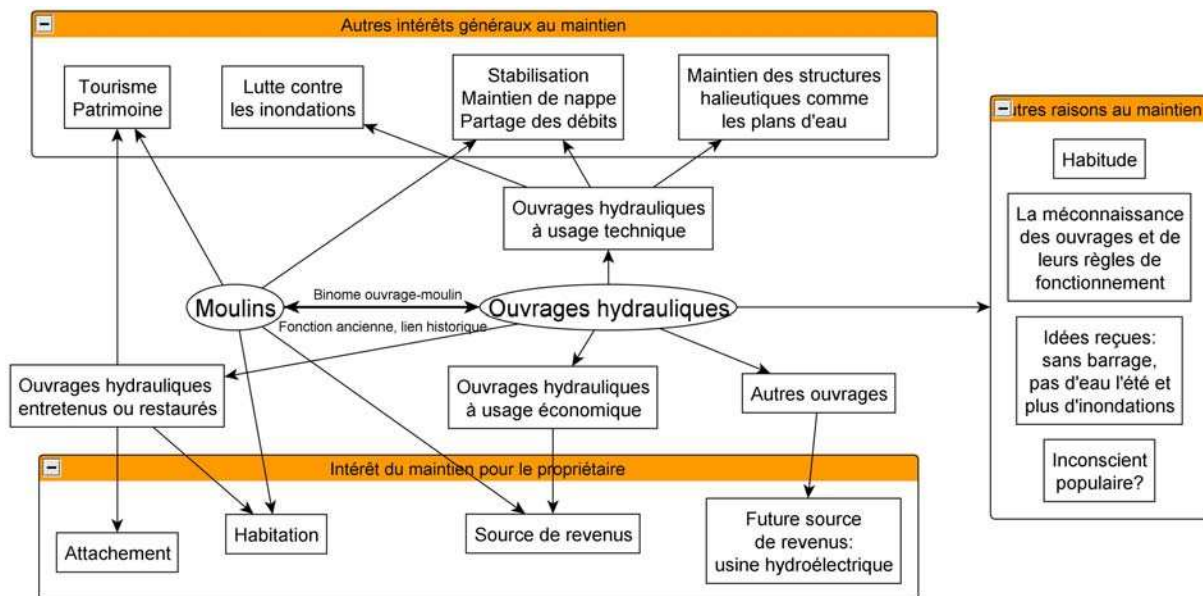 Autres intérêts généraux au maintien
Tourisme
Patrimoine
Lutte contre
les inondations
Stabilisation
Maintien de nappe
Partage des débits
Maintien des structures
halieutiques comme
les plans d'eau
utres raisons au maintien
Habitude
La méconnaissance
des ouvrages et de
leurs règles de
fonctionnement
Idées reçues:
sans barrage,
pas d'eau l'été et
plus d'inondations
Inconscient
populaire?
Ouvrages hydrauliques
à usage technique
Moulins
Binome ouvrage-moulin
Ouvrages hydrauliques
Fonction ancienne, lien historique
Ouvrages hydrauliques
entretenus ou restaurés
Ouvrages hydrauliques
à usage économique
Autres ouvrages
Intérêt du maintien pour le propriétaire
Attachement
Habitation
Source de revenus
Future source
de revenus:
usine hydroélectrique